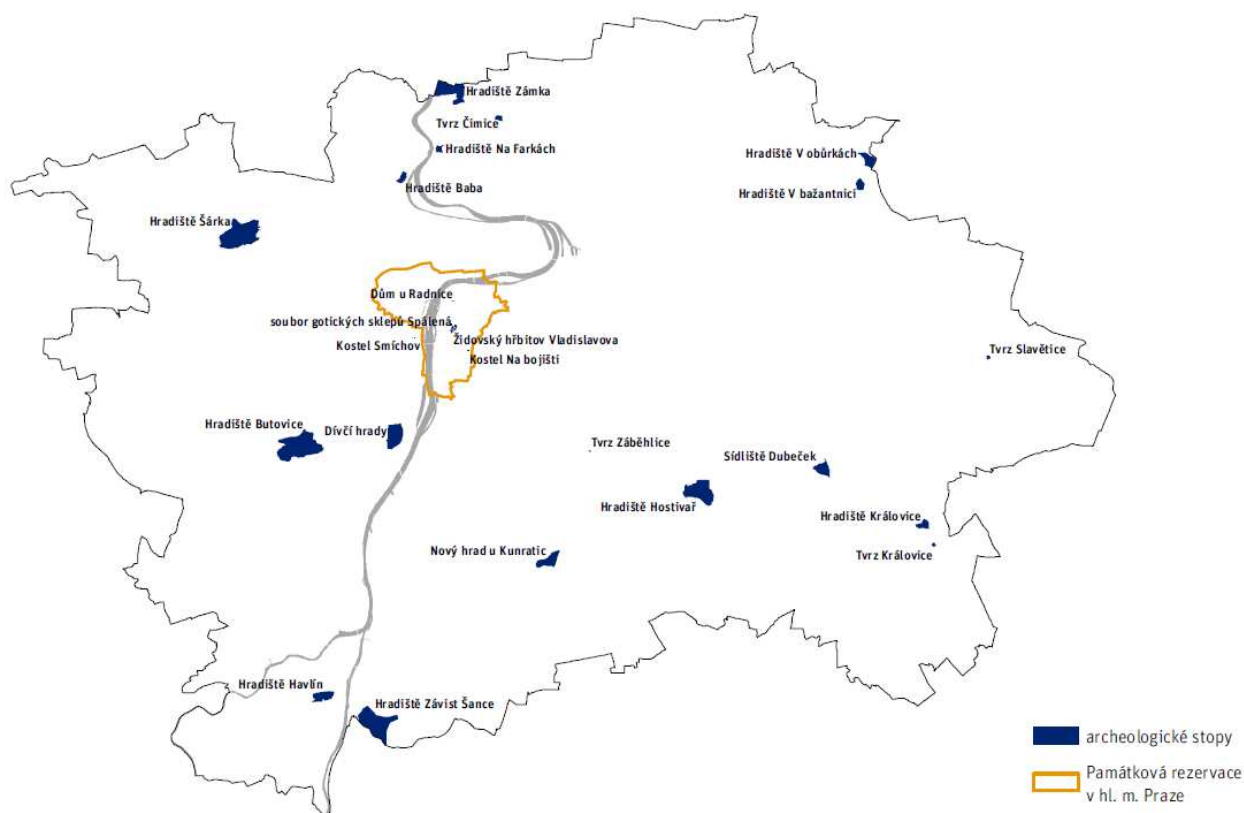 Hradiště Zámka
Tvrz Čimice
Hradiště Na Farkách
Hradiště V obůrkách
Hradiště Baba
Hradiště V bažantnici
Hradiště Šárka
Dům u Radnice
soubor gotických sklepů Spálená
Židovský hřbitov Vladislavova
Kostel Smíchov
Kostel Na bojišti
Tvrz Slavětice
Hradiště Butovice
Dívčí hrady
Tvrz Záběhlice
Sídliště Dubeček
Hradiště Hostivař
Hradiště Královice
Nový hrad u Kunratic
Tvrz Královice
Hradiště Havlín
Hradiště Závist Šance
archeologické stopy
Památková rezervace
v hl. m. Praze